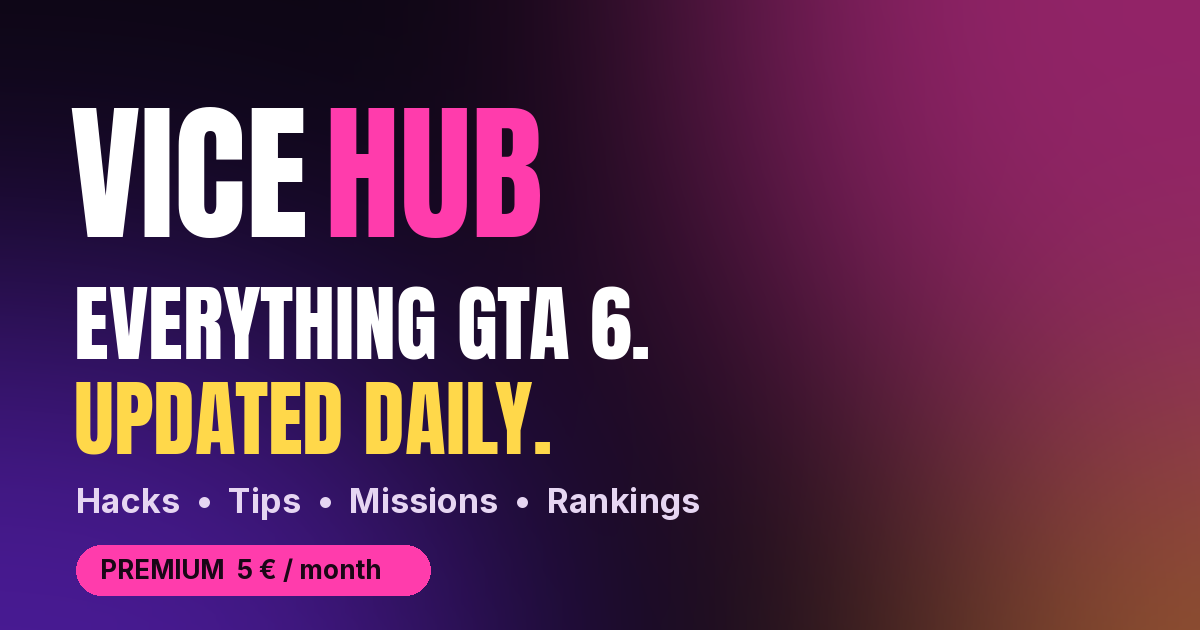 VICE HUB
EVERYTHING GTA 6.
UPDATED DAILY.
Hacks • Tips • Missions • Rankings
PREMIUM 5 € / month